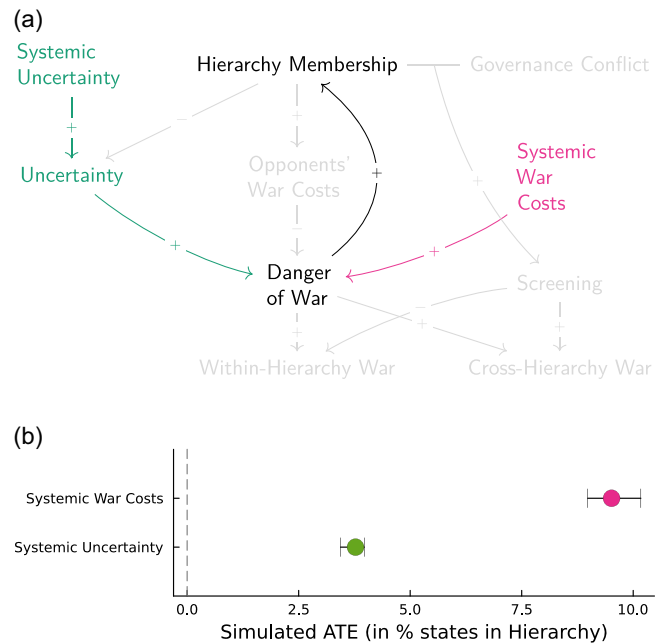 (a)
Systemic
Uncertainty
Hierarchy Membership
Governance Conflict
+
−
+
Uncertainty
Opponents'
War Costs
+
Systemic
War
Costs
+
−
+
+
Danger
of War
Screening
+
−
+
+
Within-Hierarchy War
Cross-Hierarchy War
(b)
Systemic War Costs
Systemic Uncertainty
0.0 2.5 5.0 7.5 10.0
Simulated ATE (in % states in Hierarchy)